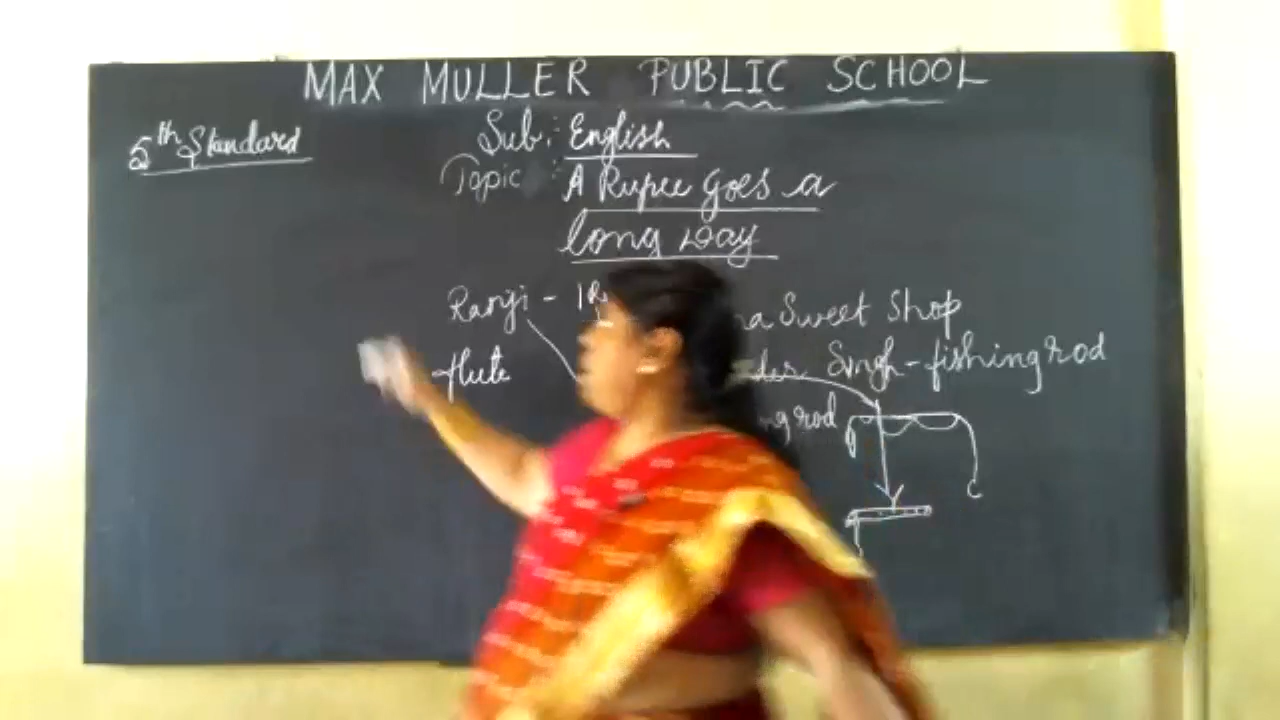 MAX MULLER PUBLIC SCHOOL
5th Standard
Sub: English
Topic: A Rupee Goes a
long way
Ranji - 1R
Sweet Shop
flute
Singh - fishing rod
rod